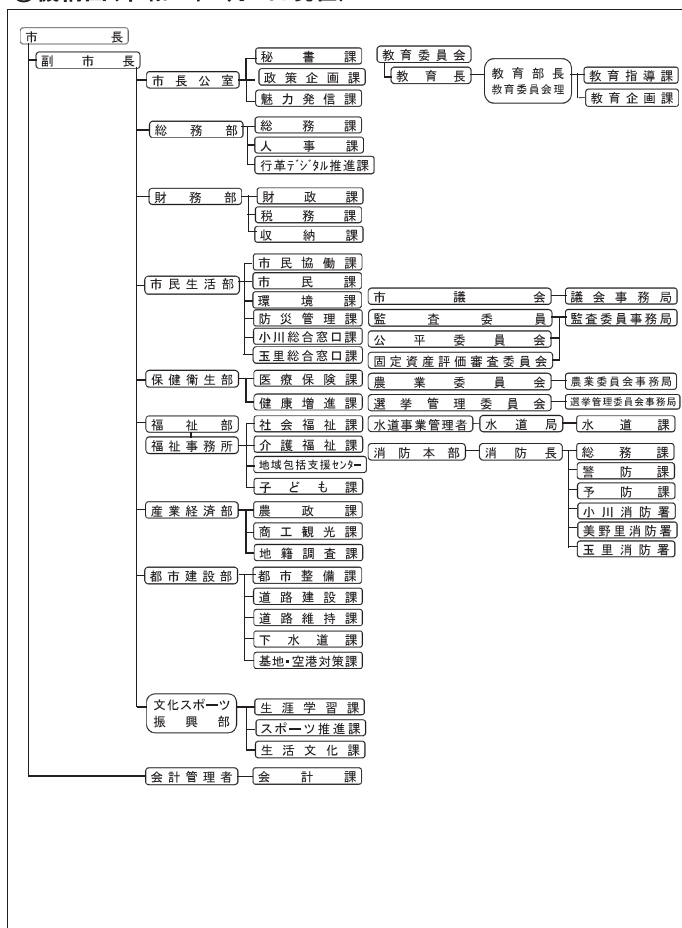 市長
副市長
市長公室
秘書課
政策企画課
魅力発信課
総務部
総務課
人事課
行革デジタル推進課
財務部
財政課
税務課
収納課
市民生活部
市民協働課
市民課
環境課
防災管理課
小川総合窓口課
玉里総合窓口課
保健衛生部
医療保険課
健康増進課
福祉部
福祉事務所
社会福祉課
介護福祉課
地域包括支援センター
子ども課
産業経済部
農政課
商工観光課
地籍調査課
都市建設部
都市整備課
道路建設課
道路維持課
下水道課
基地・空港対策課
文化スポーツ
振興部
生涯学習課
スポーツ推進課
生活文化課
会計管理者
会計課
教育委員会
教育長
教育部長
教育委員会理
教育指導課
教育企画課
市議会
議会事務局
監査委員
監査委員事務局
公平委員会
固定資産評価審査委員会
農業委員会
農業委員会事務局
選挙管理委員会
選挙管理委員会事務局
水道事業管理者
水道局
水道課
消防本部
消防長
総務課
警防課
予防課
小川消防署
美野里消防署
玉里消防署